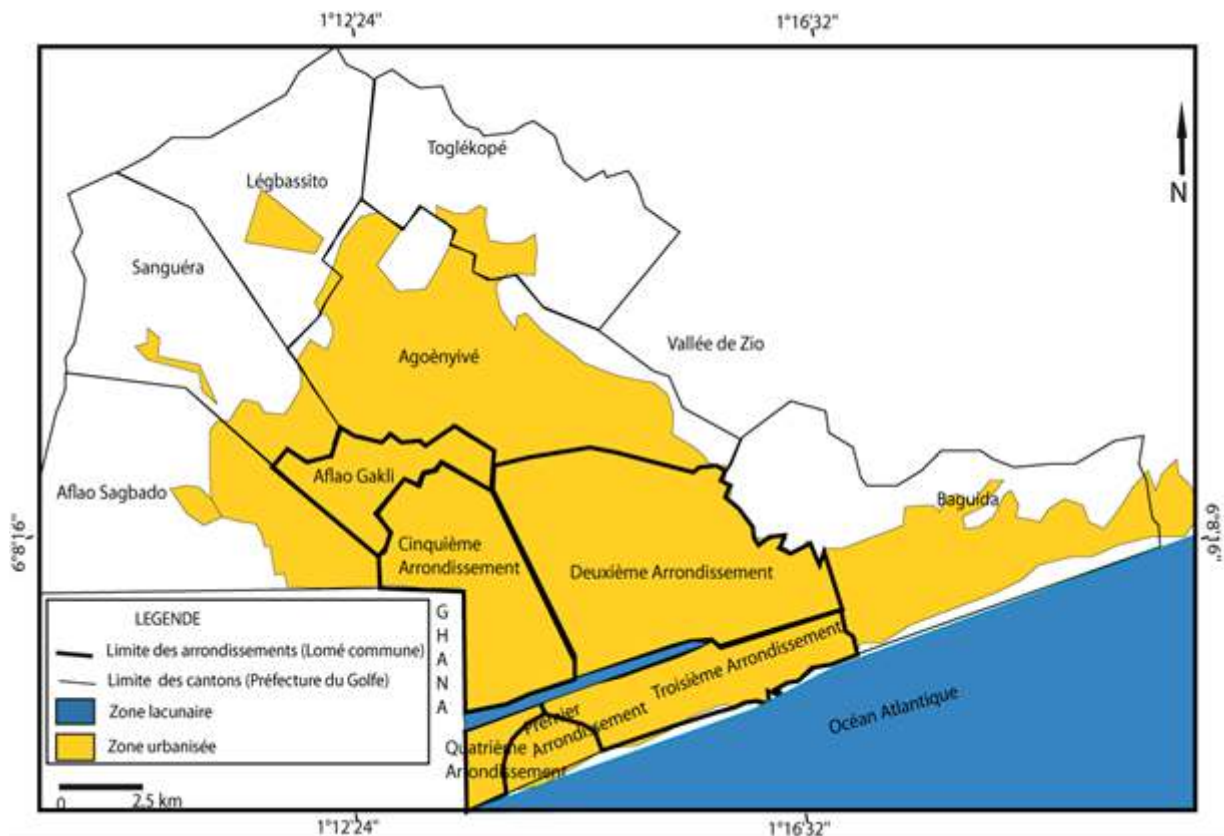 1°12'24"
1°16'32"
Toglékopé
Légbassito
N
Sanguéra
Vallée de Zio
Agoènyivé
Aflao Gakli
Aflao Sagbado
Baguida
6°8'16"
6°8'16"
Cinquième
Arrondissement
Deuxième Arrondissement
GHANA
LEGENDE
Limite des arrondissements (Lomé commune)
Limite des cantons (Préfecture du Golfe)
Zone lacunaire
Zone urbanisée
Troisième Arrondissement
Premier
Arrondissement
Quatrième
Arrondissement
Océan Atlantique
0 2.5 km
1°12'24"
1°16'32"